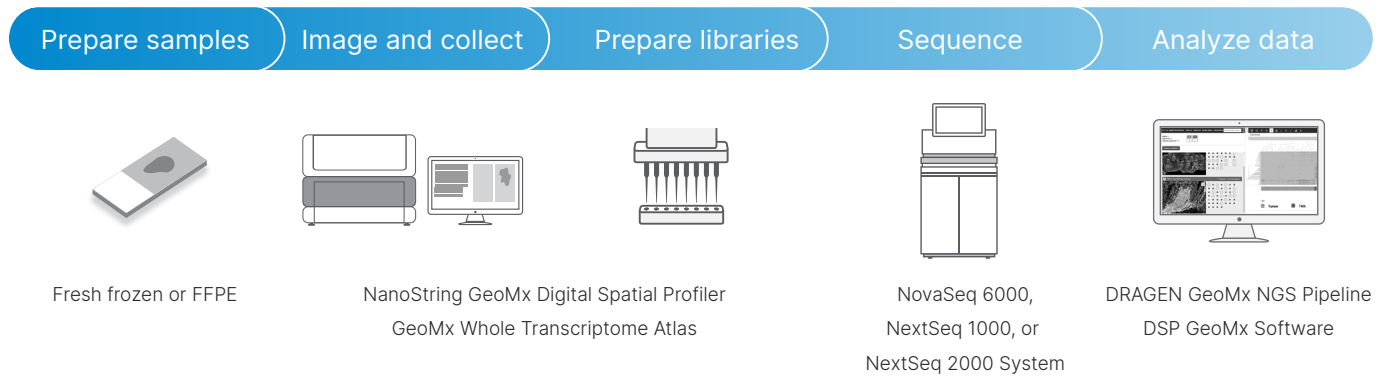 Prepare samples
Image and collect
Prepare libraries
Sequence
Analyze data
Fresh frozen or FFPE
NanoString GeoMx Digital Spatial Profiler
GeoMx Whole Transcriptome Atlas
NovaSeq 6000,
NextSeq 1000, or
NextSeq 2000 System
DRAGEN GeoMx NGS Pipeline
DSP GeoMx Software